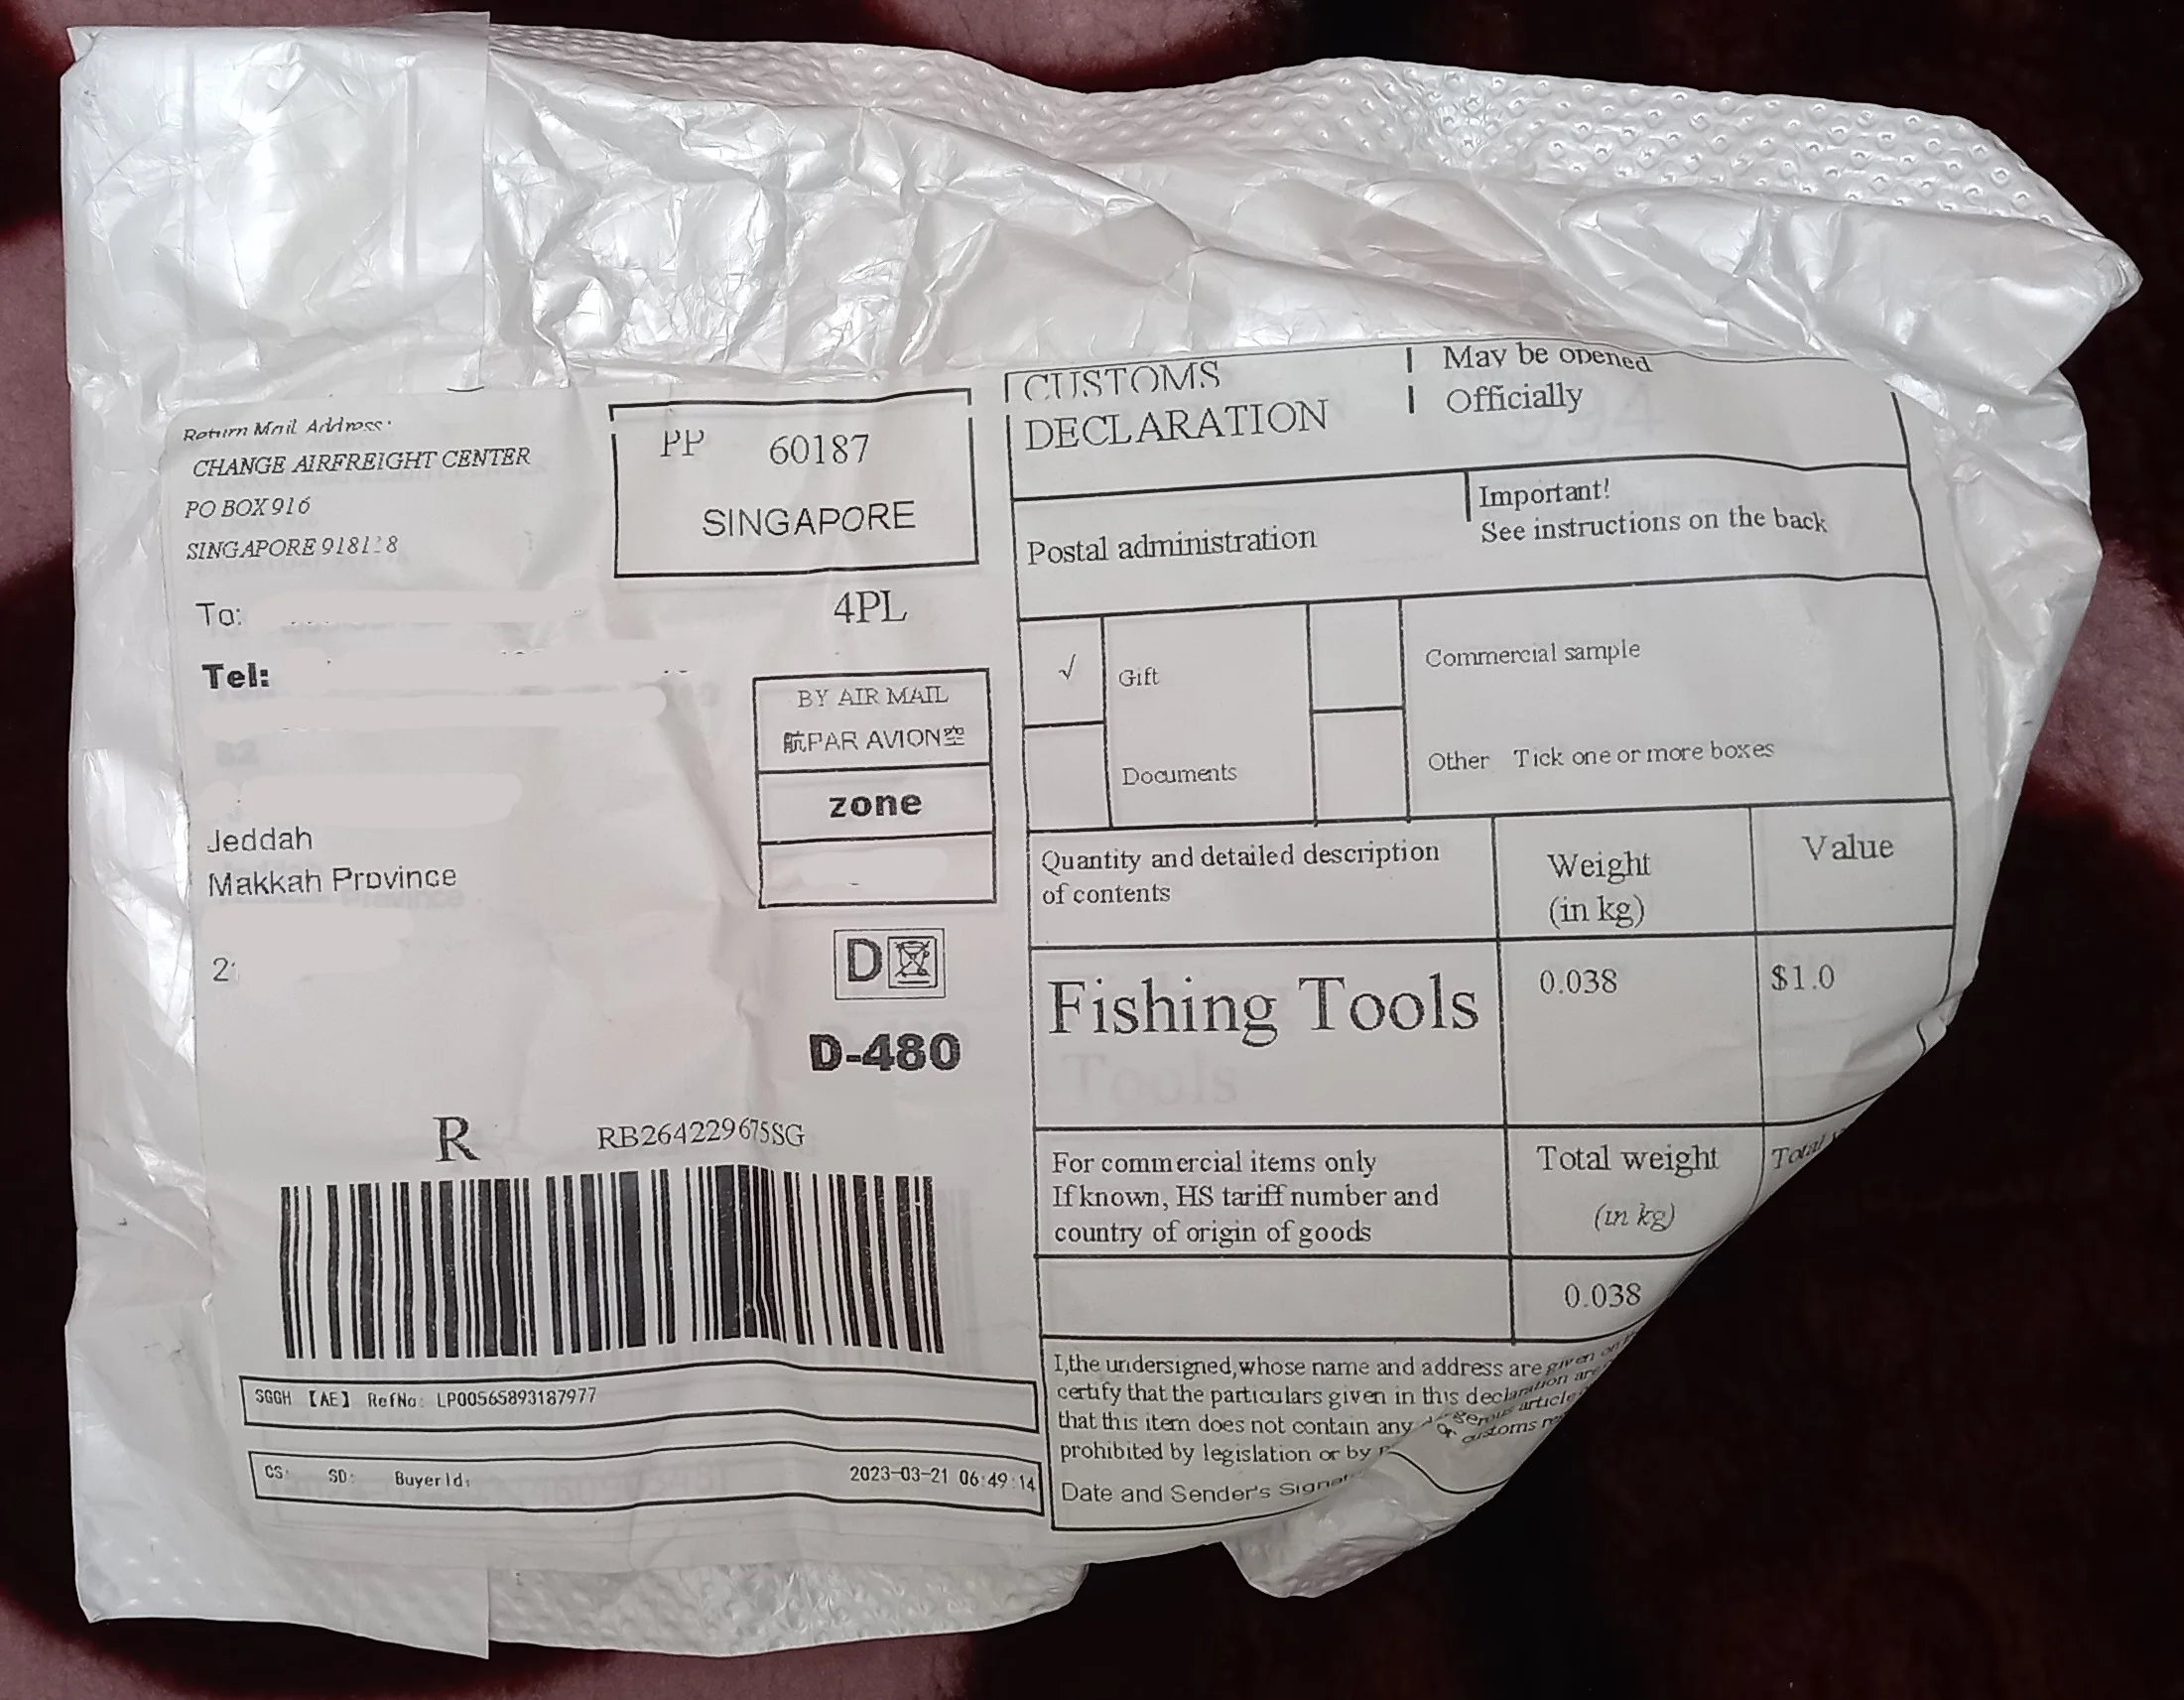 Return Mail Address:
CHANGE AIRFREIGHT CENTER
PO BOX 916
SINGAPORE
PP 60187
SINGAPORE
4PL
To:
Tel:
BY AIR MAIL
航PAR AVION空
zone
Jeddah
Makkah Province
D
D-480
R RB264229675SG
SGGH 【AE】 RefNo: LP00565893187977
CS: SD: BuyerId: 2023-03-21 06:49:14
CUSTOMS
DECLARATION
May be opened
Officially
Postal administration
Important!
See instructions on the back
√ Gift
Commercial sample
Documents
Other Tick one or more boxes
Quantity and detailed description
of contents
Weight
(in kg)
Value
Fishing Tools
0.038
$1.0
For commercial items only
If known, HS tariff number and
country of origin of goods
Total weight
(in kg)
Total
0.038
I,the undersigned,whose name and address are given on
certify that the particulars given in this declaration are
that this item does not contain any article
prohibited by legislation or by customs
Date and Sender's